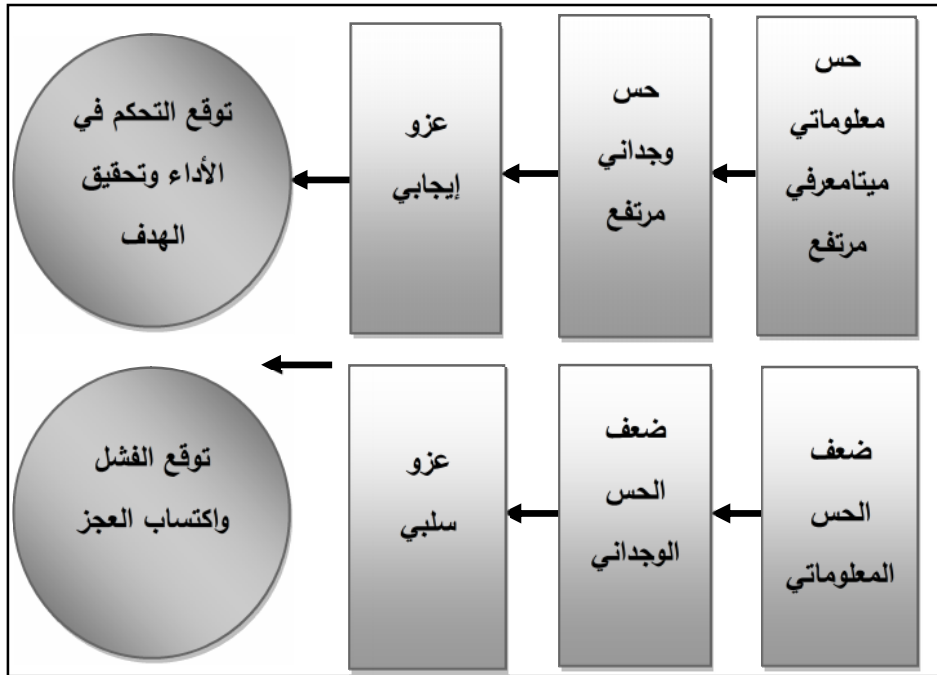 حس
معلوماتي
ميتامعرفي
مرتفع
حس
وجداني
مرتفع
عزو
إيجابي
توقع التحكم في
الأداء وتحقيق
الهدف
ضعف
الحس
المعلوماتي
ضعف
الحس
الوجداني
عزو
سلبي
توقع الفشل
واكتساب العجز